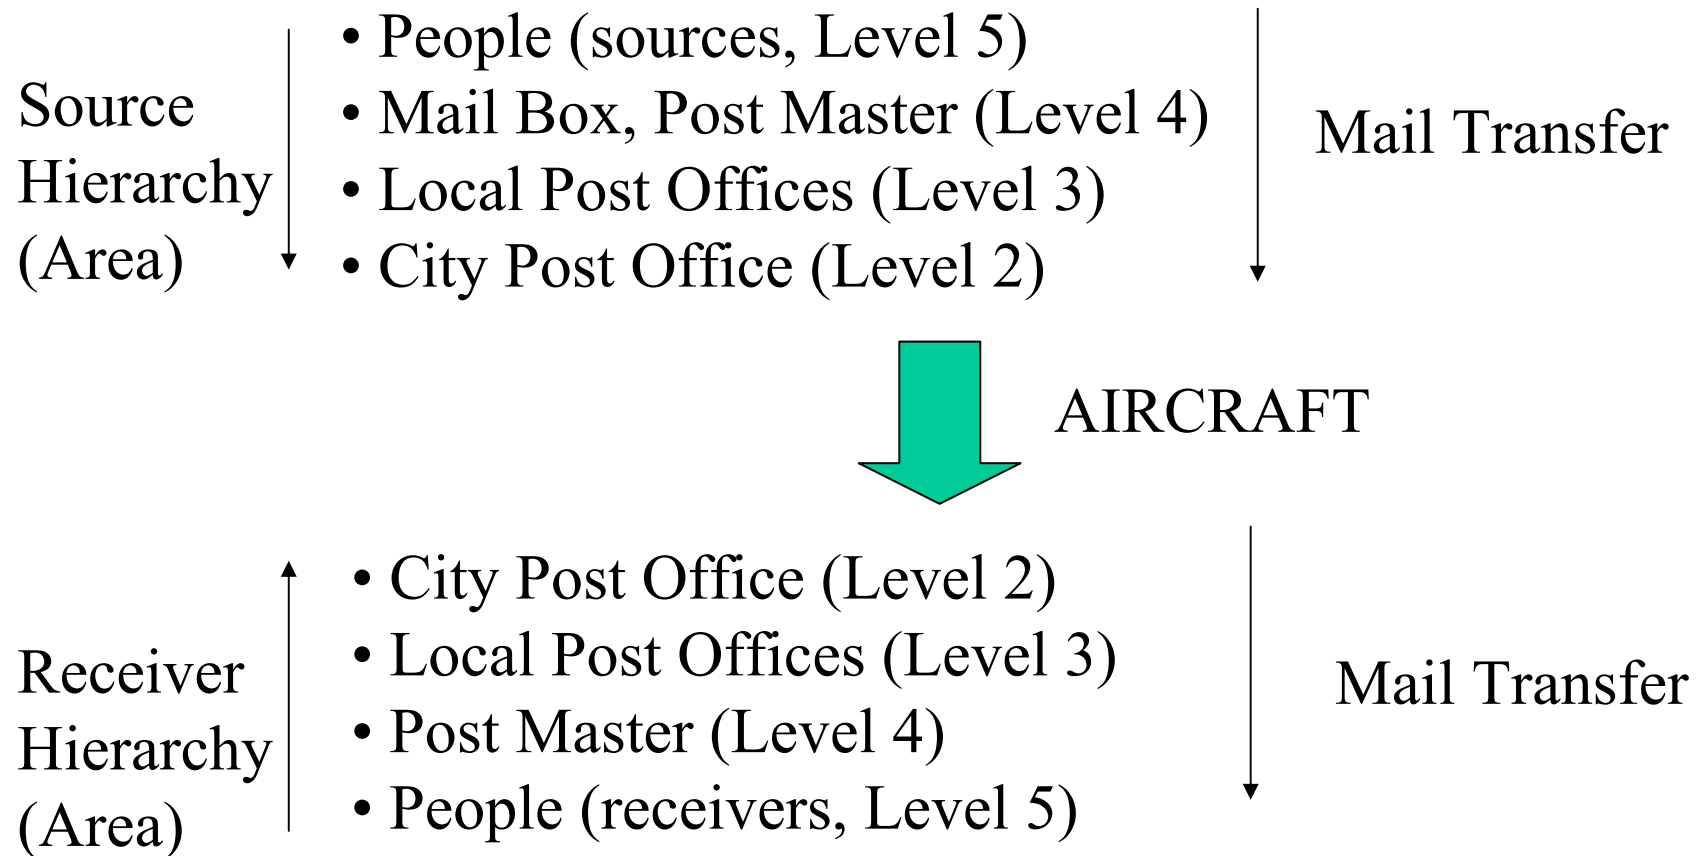 Source
Hierarchy
(Area)
• People (sources, Level 5)
• Mail Box, Post Master (Level 4)
• Local Post Offices (Level 3)
• City Post Office (Level 2)
Mail Transfer
AIRCRAFT
Receiver
Hierarchy
(Area)
• City Post Office (Level 2)
• Local Post Offices (Level 3)
• Post Master (Level 4)
• People (receivers, Level 5)
Mail Transfer